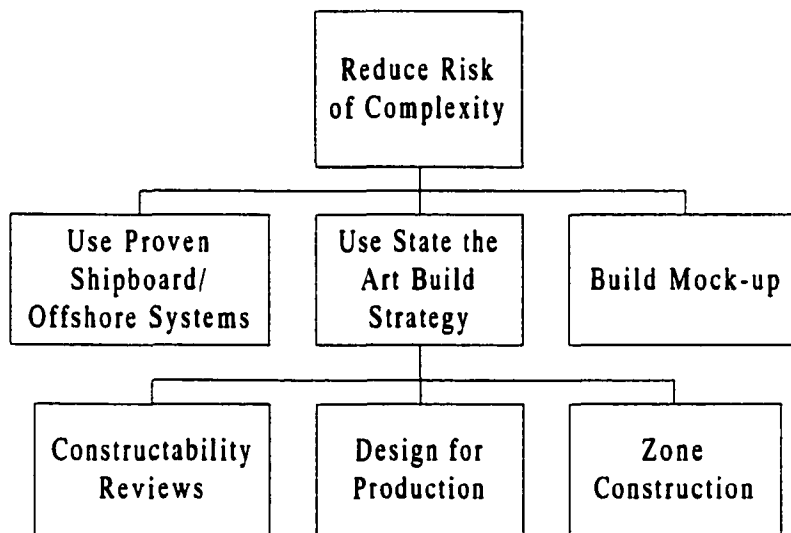 Reduce Risk
of Complexity
Use Proven
Shipboard/
Offshore Systems
Use State the
Art Build
Strategy
Build Mock-up
Constructability
Reviews
Design for
Production
Zone
Construction